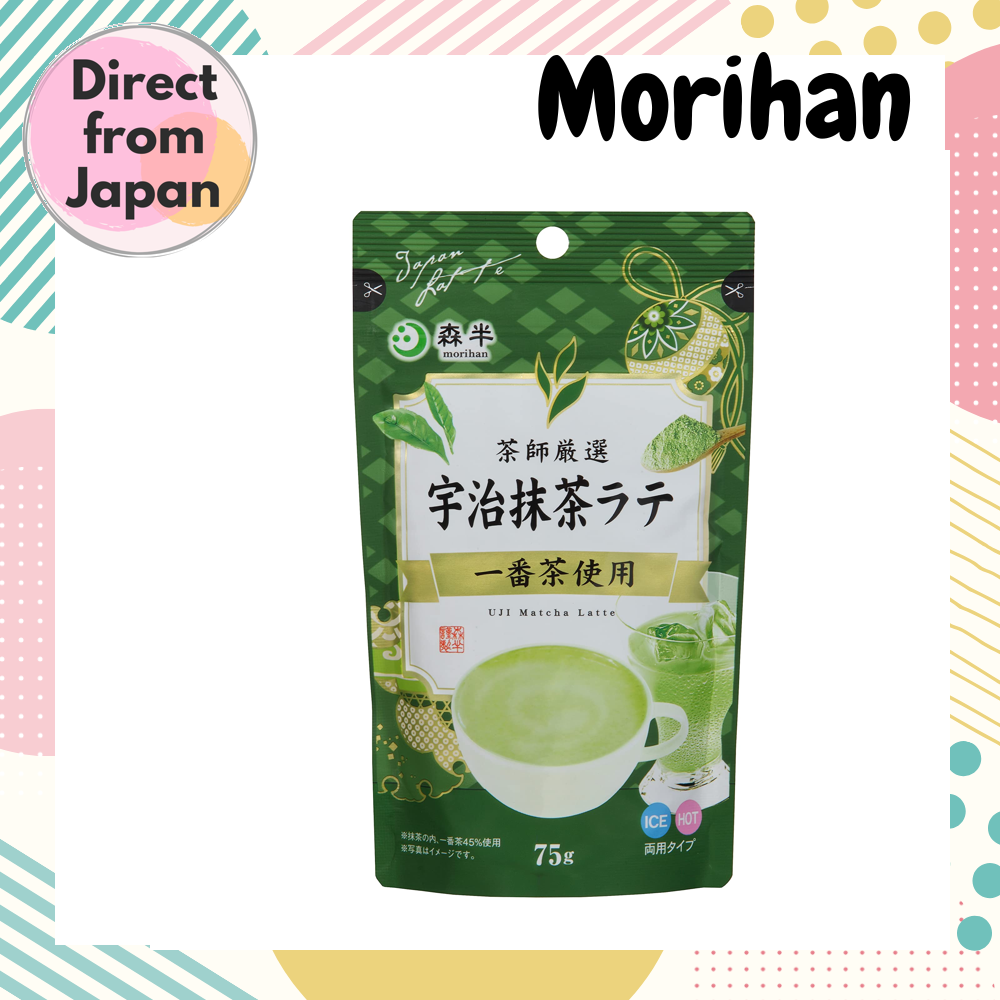 Direct
from
Japan
Morihan
Japan
Latte
森半
morihan
茶師厳選
宇治抹茶ラテ
一番茶使用
UJI Matcha Latte
ICE HOT
両用タイプ
※抹茶の内、一番茶45%使用
※写真はイメージです。
75g